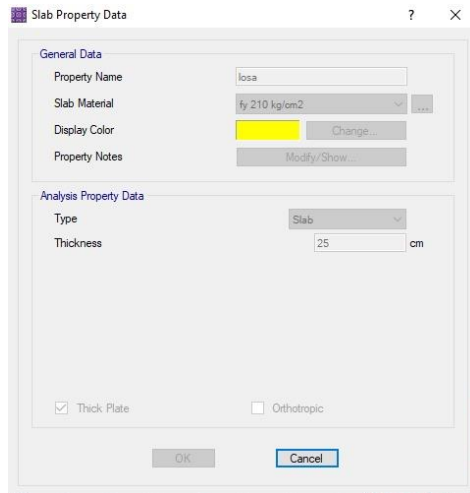 Slab Property Data
General Data
Property Name losa
Slab Material fy 210 kg/cm2 ...
Display Color Change...
Property Notes Modify/Show...
Analysis Property Data
Type Slab
Thickness 25 cm
Thick Plate Orthotropic
OK Cancel